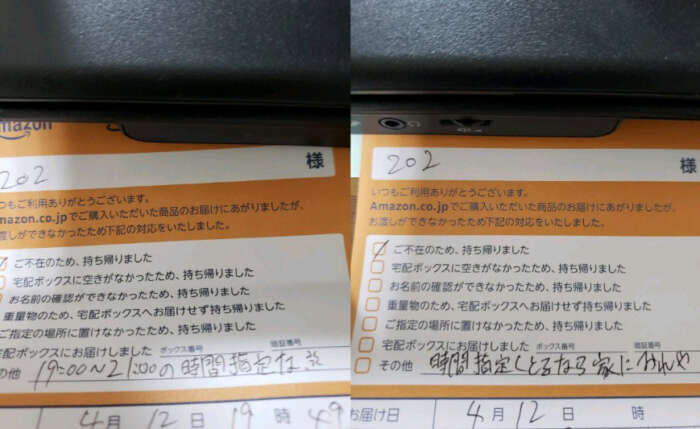 amazon
202
様
いつもご利用ありがとうございます。
mazon.co.jpでご購入いただいた商品のお届けにあがりましたが、
お渡しができなかったため下記の対応をいたしました。
ご不在のため、持ち帰りました
宅配ボックスに空きがなかったため、持ち帰りました
お名前の確認ができなかったため、持ち帰りました
重量物のため、宅配ボックスへお届けせず持ち帰りました
ご指定の場所に置けなかったため、持ち帰りました
宅配ボックスにお届けしました ボックス番号 暗証番号
の他 19:00〜21:00の時間指定な
4月 12日 19時 49
202
様
いつもご利用ありがとうございます。
Amazon.co.jpでご購入いただいた商品のお届けにあがりましたが、
お渡しができなかったため下記の対応をいたしました。
ご不在のため、持ち帰りました
宅配ボックスに空きがなかったため、持ち帰りました
お名前の確認ができなかったため、持ち帰りました
重量物のため、宅配ボックスへお届けせず持ち帰りました
ご指定の場所に置けなかったため、持ち帰りました
宅配ボックスにお届けしました ボックス番号 暗証番号
その他 時間指定しとるなら家におんや
お届け日 4月 12日 時